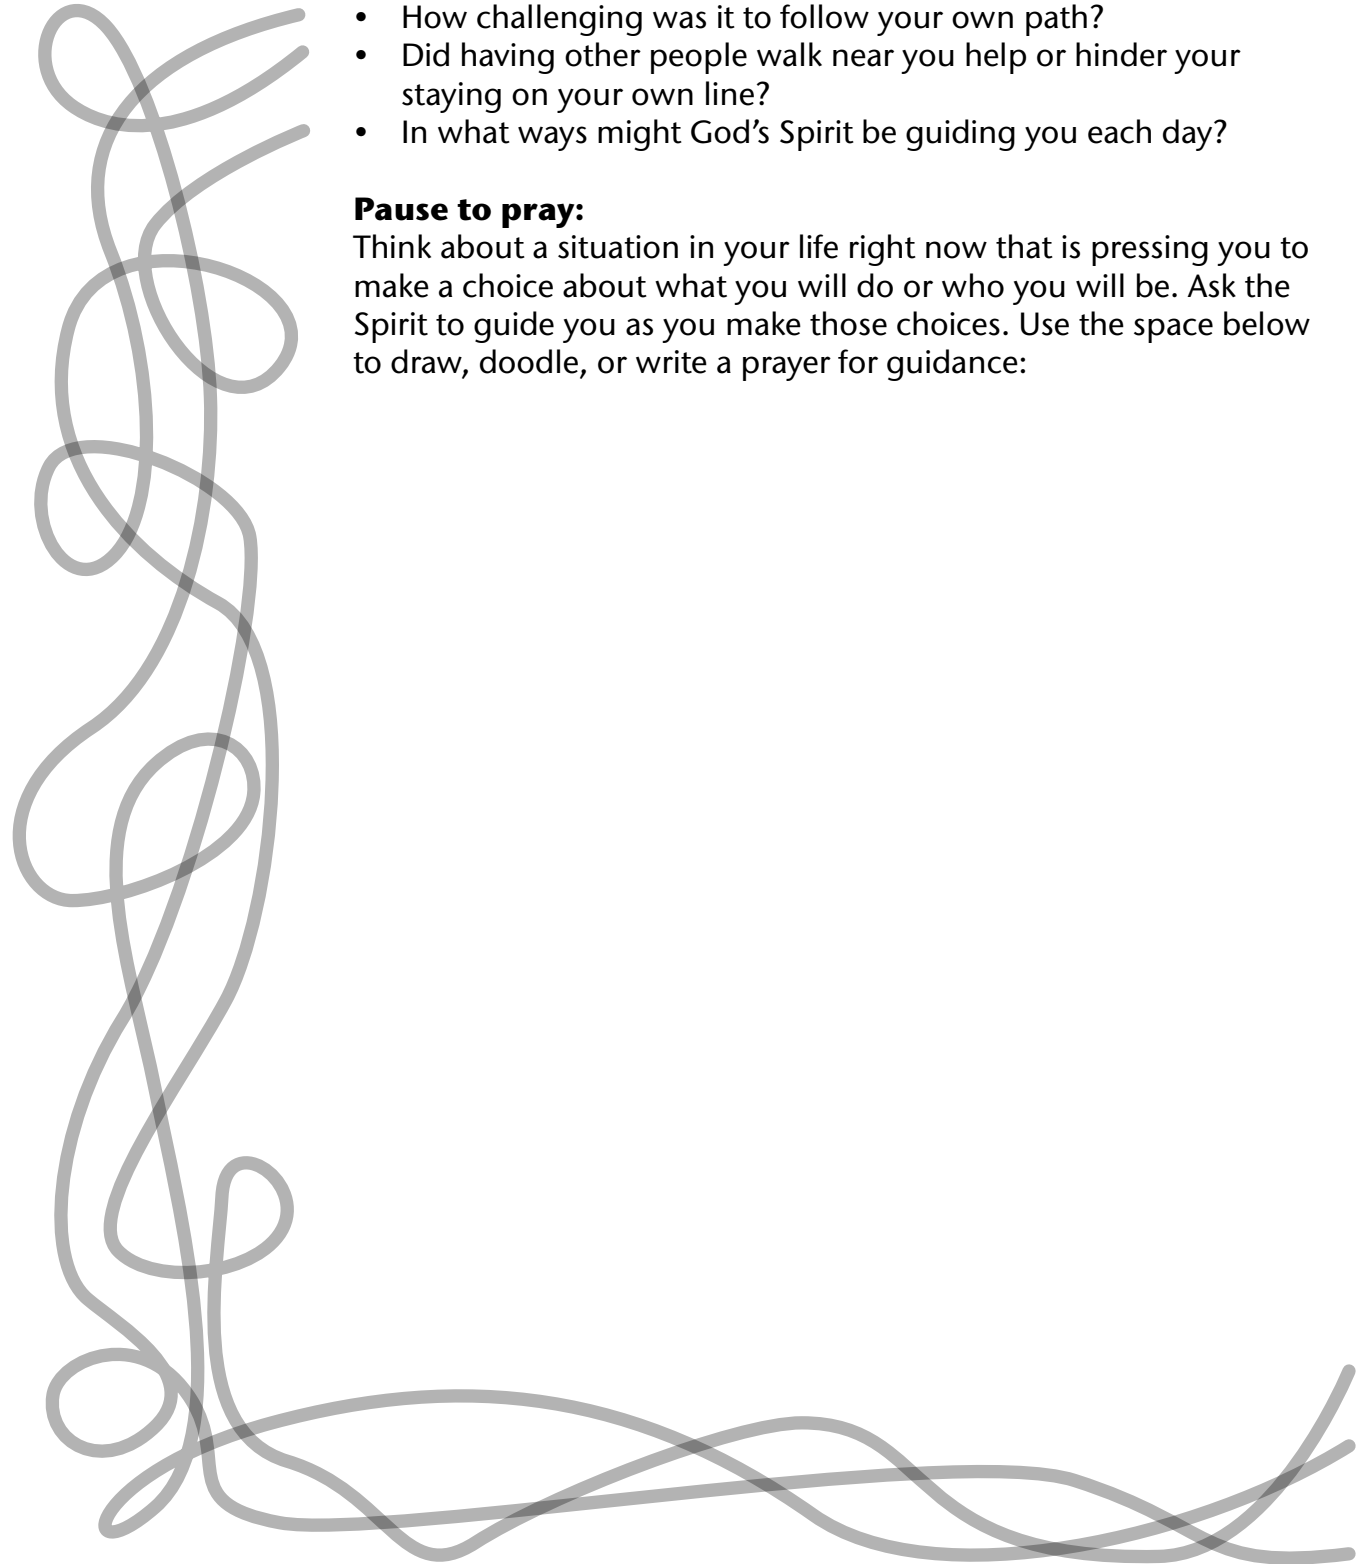 • How challenging was it to follow your own path?
• Did having other people walk near you help or hinder your
staying on your own line?
• In what ways might God’s Spirit be guiding you each day?
Pause to pray:
Think about a situation in your life right now that is pressing you to
make a choice about what you will do or who you will be. Ask the
Spirit to guide you as you make those choices. Use the space below
to draw, doodle, or write a prayer for guidance: